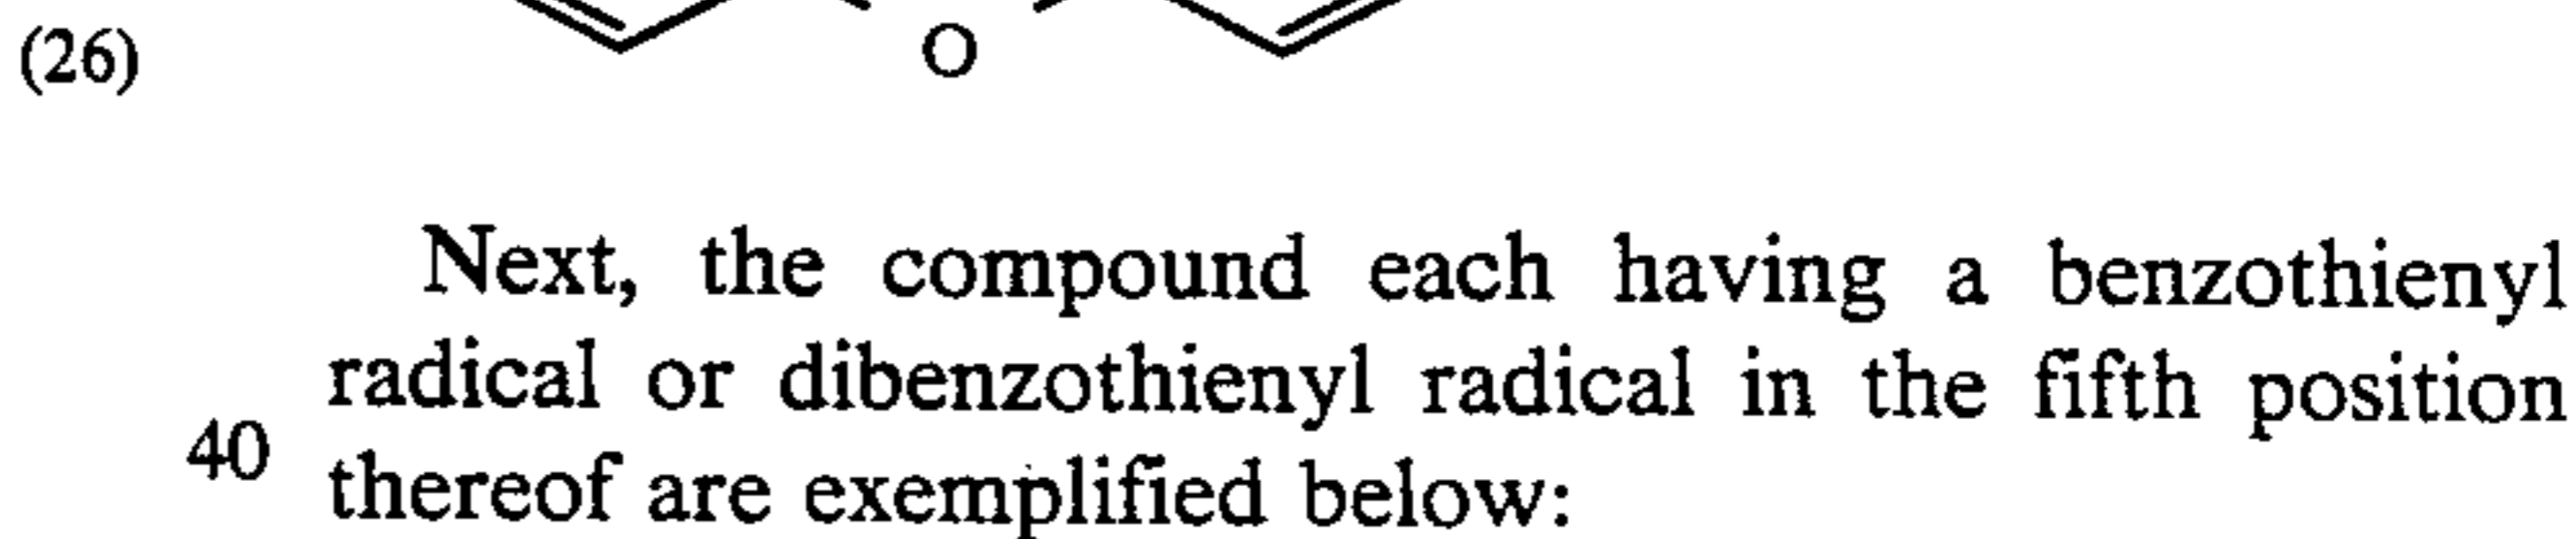 (26)
O
Next, the compound each having a benzothienyl
radical or dibenzothienyl radical in the fifth position
40
thereof are exemplified below: